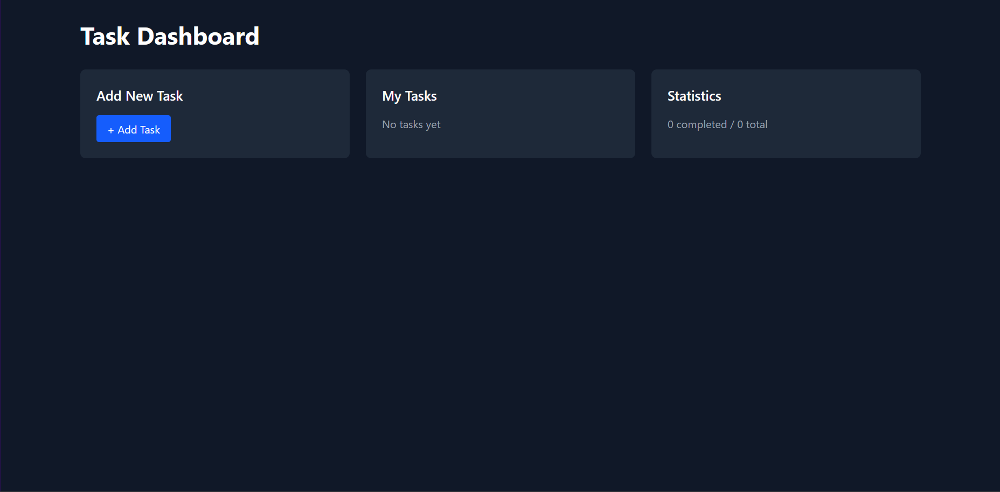 Task Dashboard
Add New Task
+ Add Task
My Tasks
No tasks yet
Statistics
0 completed / 0 total